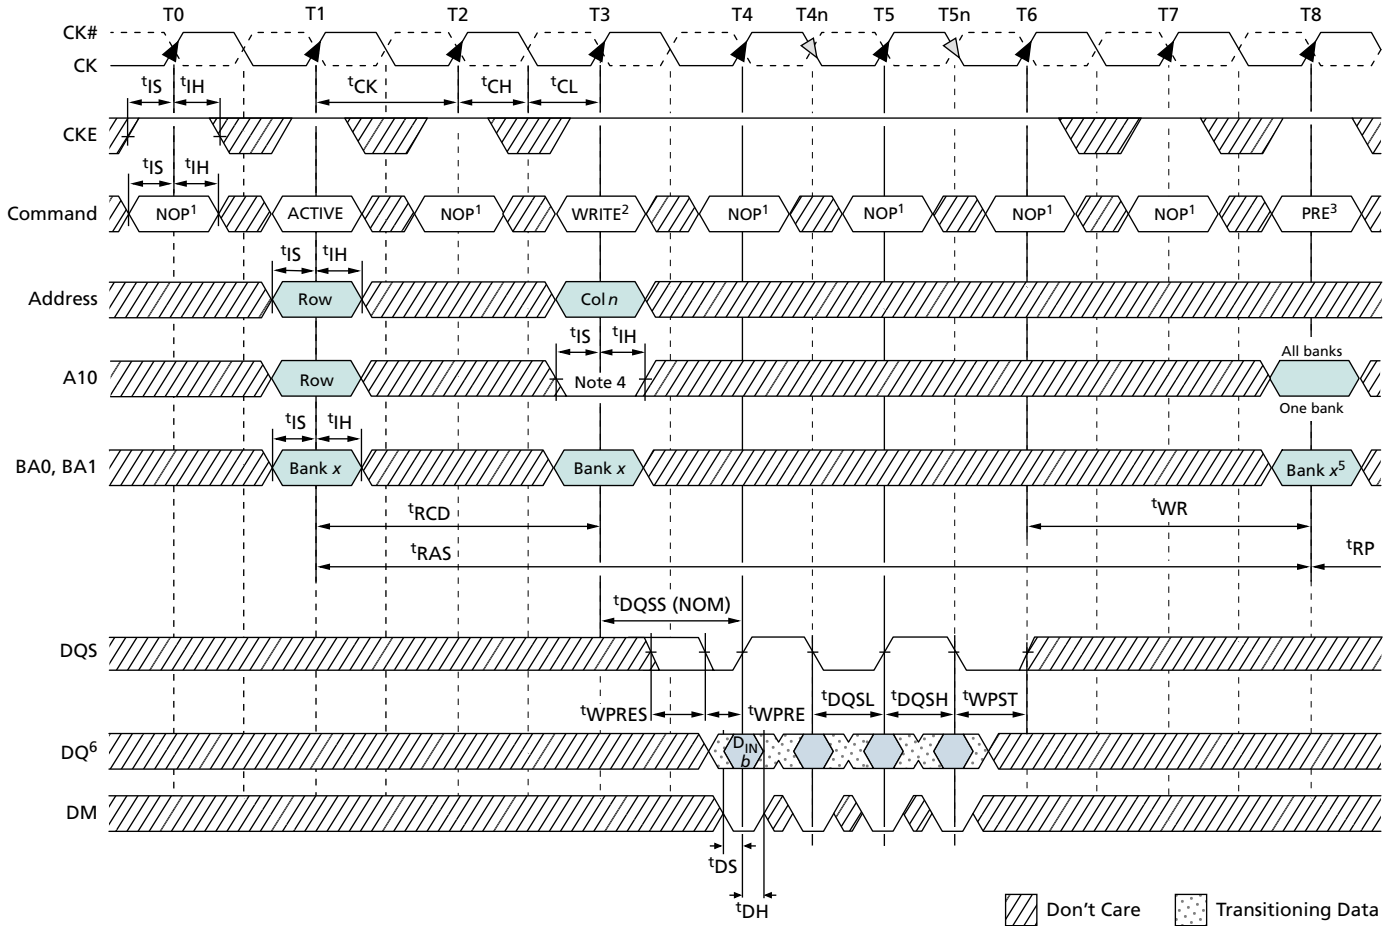 T0 T1 T2 T3 T4 T4n T5 T5n T6 T7 T8
CK#
CK
tIS tIH tCK tCH tCL
CKE
tIS tIH
Command NOP1 ACTIVE NOP1 WRITE2 NOP1 NOP1 NOP1 NOP1 PRE3
tIS tIH
Address Row Col n
tIS tIH
All banks
A10 Row Note 4
One bank
tIS tIH
BA0, BA1 Bank x Bank x Bank x5
tRCD tWR
tRAS tRP
tDQSS (NOM)
DQS
tWPRES tWPRE tDQSL tDQSH tWPST
DQ6 DIN
b
DM
tDS
tDH
Don't Care Transitioning Data